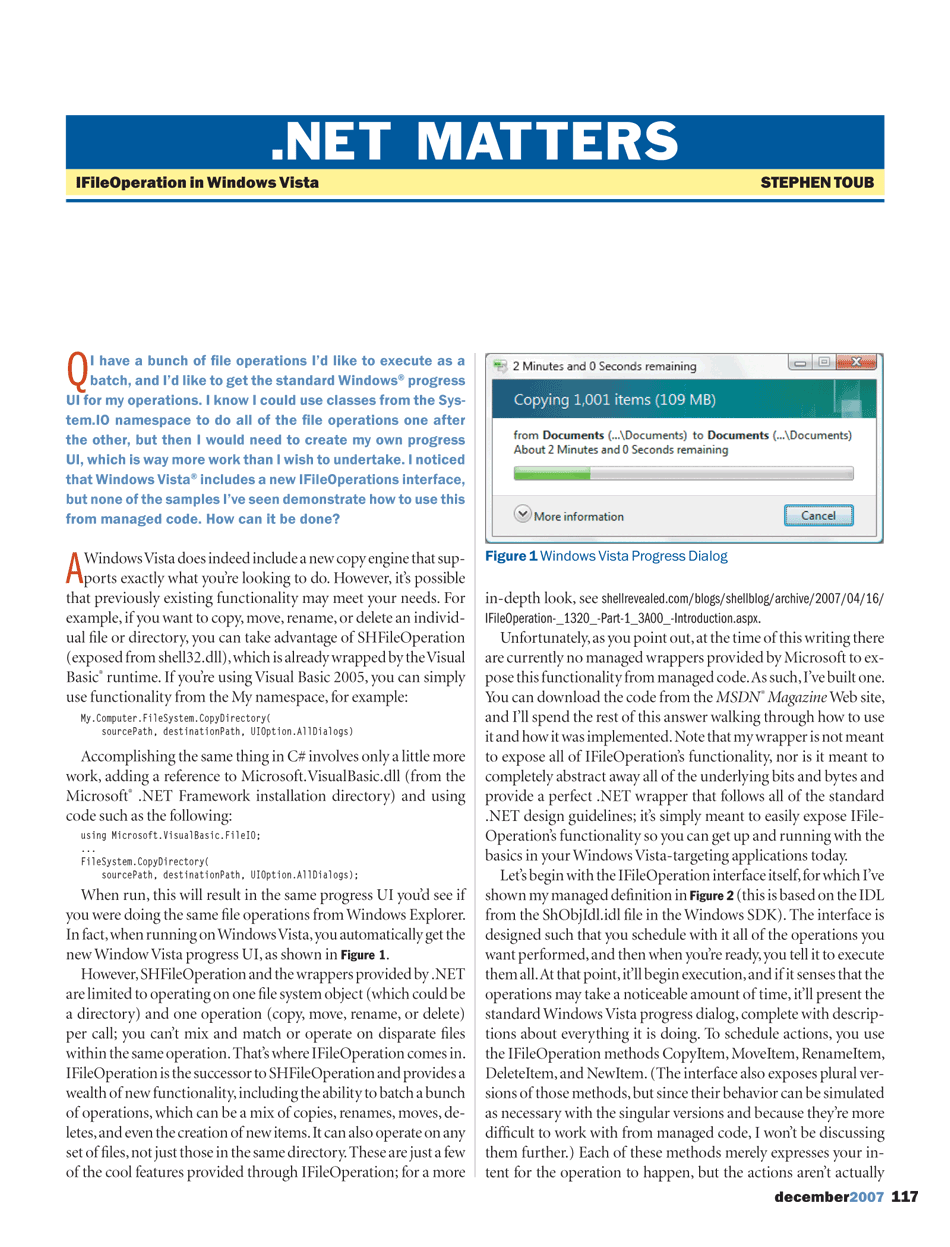 .NET MATTERS
IFileOperation in Windows Vista
STEPHEN TOUB
Q I have a bunch of file operations I'd like to execute as a
batch, and I'd like to get the standard Windows® progress
UI for my operations. I know I could use classes from the Sys-
tem.IO namespace to do all of the file operations one after
the other, but then I would need to create my own progress
UI, which is way more work than I wish to undertake. I noticed
that Windows Vista® includes a new IFileOperations interface,
but none of the samples I've seen demonstrate how to use this
from managed code. How can it be done?
A Windows Vista does indeed include a new copy engine that sup-
ports exactly what you're looking to do. However, it's possible
that previously existing functionality may meet your needs. For
example, if you want to copy, move, rename, or delete an individ-
ual file or directory, you can take advantage of SHFileOperation
(exposed from shell32.dll), which is already wrapped by the Visual
Basic® runtime. If you're using Visual Basic 2005, you can simply
use functionality from the My namespace, for example:
My.Computer.FileSystem.CopyDirectory(
sourcePath, destinationPath, UIOption.AllDialogs)
Accomplishing the same thing in C# involves only a little more
work, adding a reference to Microsoft.VisualBasic.dll (from the
Microsoft® .NET Framework installation directory) and using
code such as the following:
using Microsoft.VisualBasic.FileIO;
...
FileSystem.CopyDirectory(
sourcePath, destinationPath, UIOption.AllDialogs);
When run, this will result in the same progress UI you'd see if
you were doing the same file operations from Windows Explorer.
In fact, when running on Windows Vista, you automatically get the
new Window Vista progress UI, as shown in Figure 1.
However, SHFileOperation and the wrappers provided by .NET
are limited to operating on one file system object (which could be
a directory) and one operation (copy, move, rename, or delete)
per call; you can't mix and match or operate on disparate files
within the same operation. That's where IFileOperation comes in.
IFileOperation is the successor to SHFileOperation and provides a
wealth of new functionality, including the ability to batch a bunch
of operations, which can be a mix of copies, renames, moves, de-
letes, and even the creation of new items. It can also operate on any
set of files, not just those in the same directory. These are just a few
of the cool features provided through IFileOperation; for a more
2 Minutes and 0 Seconds remaining
Copying 1,001 items (109 MB)
from Documents (...\Documents) to Documents (...\Documents)
About 2 Minutes and 0 Seconds remaining
More information
Cancel
Figure 1 Windows Vista Progress Dialog
in-depth look, see shellrevealed.com/blogs/shellblog/archive/2007/04/16/
IFileOperation-_1320_-Part-1_3A00_-Introduction.aspx.
Unfortunately, as you point out, at the time of this writing there
are currently no managed wrappers provided by Microsoft to ex-
pose this functionality from managed code. As such, I've built one.
You can download the code from the MSDN® Magazine Web site,
and I'll spend the rest of this answer walking through how to use
it and how it was implemented. Note that my wrapper is not meant
to expose all of IFileOperation's functionality, nor is it meant to
completely abstract away all of the underlying bits and bytes and
provide a perfect .NET wrapper that follows all of the standard
.NET design guidelines; it's simply meant to easily expose IFile-
Operation's functionality so you can get up and running with the
basics in your Windows Vista-targeting applications today.
Let's begin with the IFileOperation interface itself, for which I've
shown my managed definition in Figure 2 (this is based on the IDL
from the ShObjIdl.idl file in the Windows SDK). The interface is
designed such that you schedule with it all of the operations you
want performed, and then when you're ready, you tell it to execute
them all. At that point, it'll begin execution, and if it senses that the
operations may take a noticeable amount of time, it'll present the
standard Windows Vista progress dialog, complete with descrip-
tions about everything it is doing. To schedule actions, you use
the IFileOperation methods CopyItem, MoveItem, RenameItem,
DeleteItem, and NewItem. (The interface also exposes plural ver-
sions of those methods, but since their behavior can be simulated
as necessary with the singular versions and because they're more
difficult to work with from managed code, I won't be discussing
them further.) Each of these methods merely expresses your in-
tent for the operation to happen, but the actions aren't actually
december2007 117